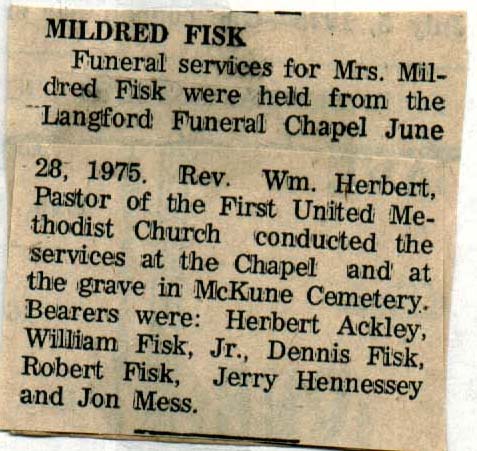 MILDRED FISK
Funeral services for Mrs. Mil-
dred Fisk were held from the
Langford Funeral Chapel June
28, 1975. Rev. Wm. Herbert,
Pastor of the First United Me-
thodist Church conducted the
services at the Chapel and at
the grave in McKune Cemetery.
Bearers were: Herbert Ackley,
William Fisk, Jr., Dennis Fisk,
Robert Fisk, Jerry Hennessey
and Jon Mess.